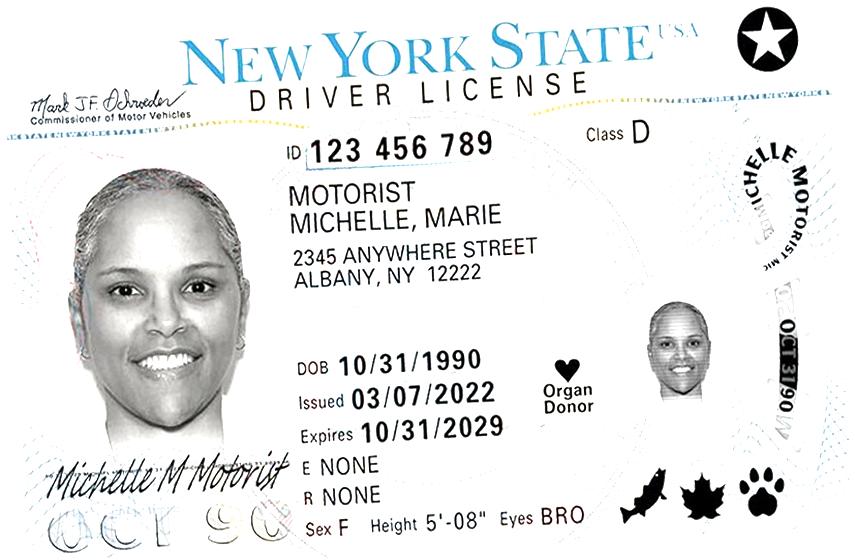 NEW YORK STATE USA
DRIVER LICENSE
Mark J.F. Schroeder
Commissioner of Motor Vehicles
ID 123 456 789
Class D
MOTORIST
MICHELLE, MARIE
2345 ANYWHERE STREET
ALBANY, NY 12222
MICHELLE MOTORIST MIC
DOB 10/31/1990
Issued 03/07/2022
Expires 10/31/2029
Organ
Donor
OCT 31/90
Michelle M Motorist
E NONE
R NONE
Sex F Height 5'-08" Eyes BRO
OCT 90